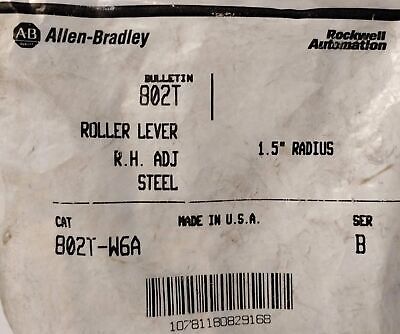 AB Allen-Bradley
Rockwell Automation
BULLETIN
802T
ROLLER LEVER
R.H. ADJ
STEEL
1.5" RADIUS
CAT
MADE IN U.S.A.
SER
802T-W6A
B
10781180829168